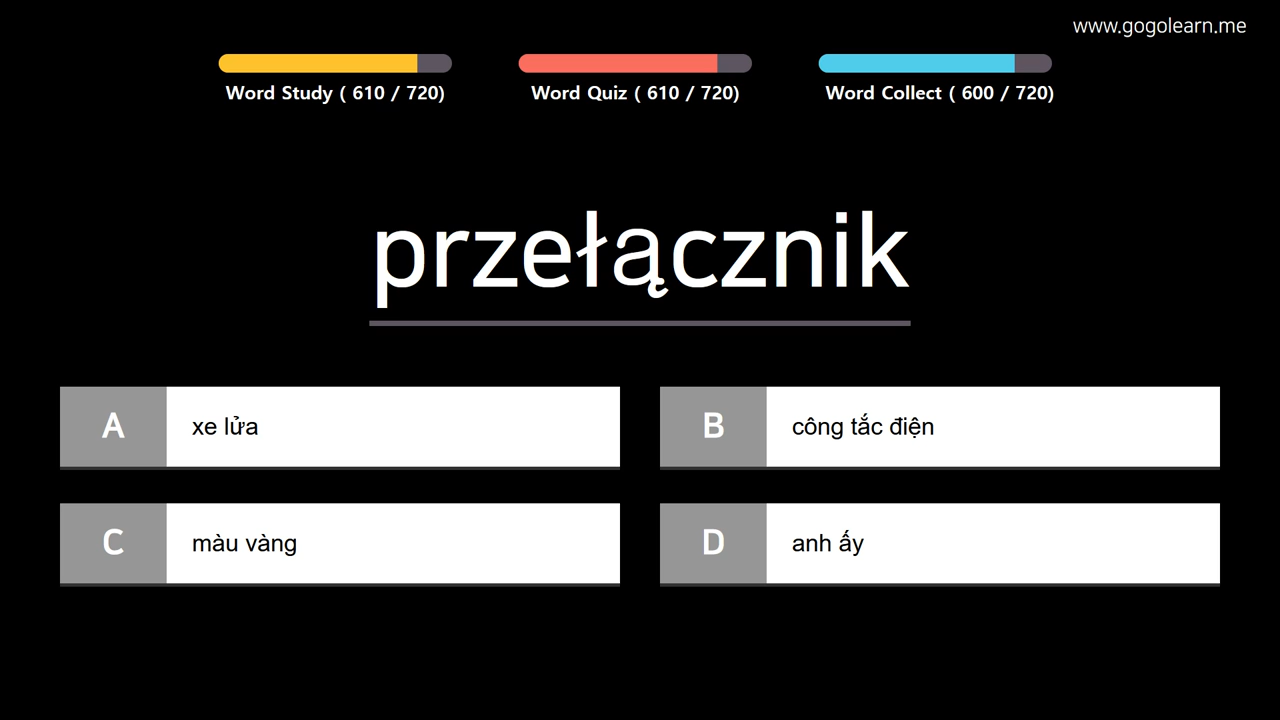 www.gogolearn.me
Word Study ( 610 / 720)
Word Quiz ( 610 / 720)
Word Collect ( 600 / 720)
przełącznik
A xe lửa
B công tắc điện
C màu vàng
D anh ấy